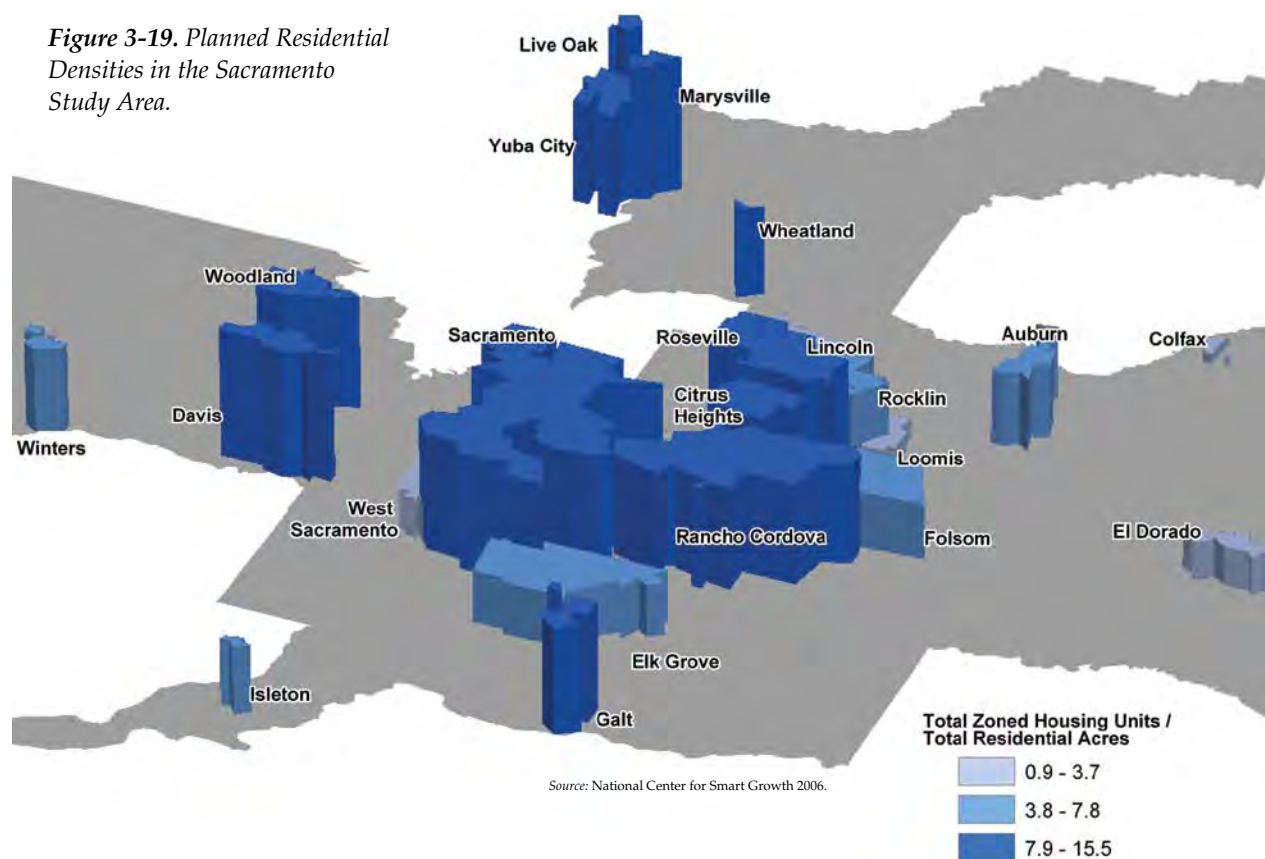 Figure 3-19. Planned Residential
Densities in the Sacramento
Study Area.
Live Oak
Marysville
Yuba City
Wheatland
Woodland
Sacramento
Roseville
Lincoln
Auburn
Colfax
Citrus
Heights
Rocklin
Davis
Winters
Loomis
West
Sacramento
Rancho Cordova
Folsom
El Dorado
Elk Grove
Isleton
Galt
Total Zoned Housing Units /
Total Residential Acres
0.9 - 3.7
3.8 - 7.8
7.9 - 15.5
Source: National Center for Smart Growth 2006.